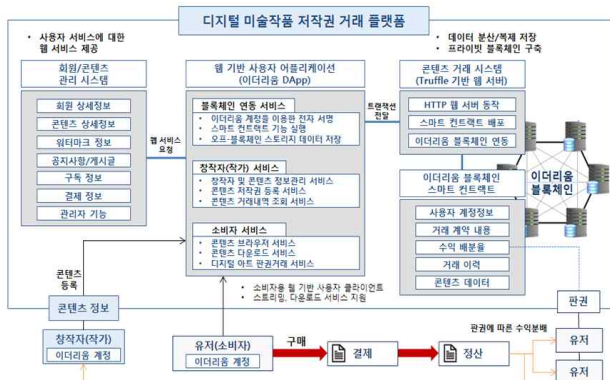 디지털 미술작품 저작권 거래 플랫폼
• 사용자 서비스에 대한
웹 서비스 제공
• 데이터 분산/복제 저장
• 프라이빗 블록체인 구축
회원/콘텐츠
관리 시스템
회원 상세정보
콘텐츠 상세정보
워터마크 정보
공지사항/게시글
구독 정보
결제 정보
관리자 기능
웹 서비스
요청
웹 기반 사용자 어플리케이션
(이더리움 DApp)
블록체인 연동 서비스
• 이더리움 계정을 이용한 전자 서명
• 스마트 컨트랙트 기능 실행
• 오프-블록체인 스토리지 데이터 저장
창작자(작가) 서비스
• 창작자 및 콘텐츠 정보관리 서비스
• 콘텐츠 저작권 등록 서비스
• 콘텐츠 거래내역 조회 서비스
소비자 서비스
• 콘텐츠 브라우저 서비스
• 콘텐츠 다운로드 서비스
• 디지털 아트 판권거래 서비스
트랜잭션
전달
콘텐츠 거래 시스템
(Truffle 기반 웹 서버)
HTTP 웹 서버 동작
스마트 컨트랙트 배포
이더리움 블록체인 연동
이더리움 블록체인
스마트 컨트랙트
사용자 계정정보
거래 계약 내용
수익 배분율
거래 이력
콘텐츠 데이터
이더리움
블록체인
• 소비자용 웹 기반 사용자 클라이언트
• 스트리밍, 다운로드 서비스 지원
콘텐츠
등록
콘텐츠 정보
창작자(작가)
이더리움 계정
유저(소비자)
이더리움 계정
구매
결제
정산
판권에 따른 수익분배
판권
유저
유저